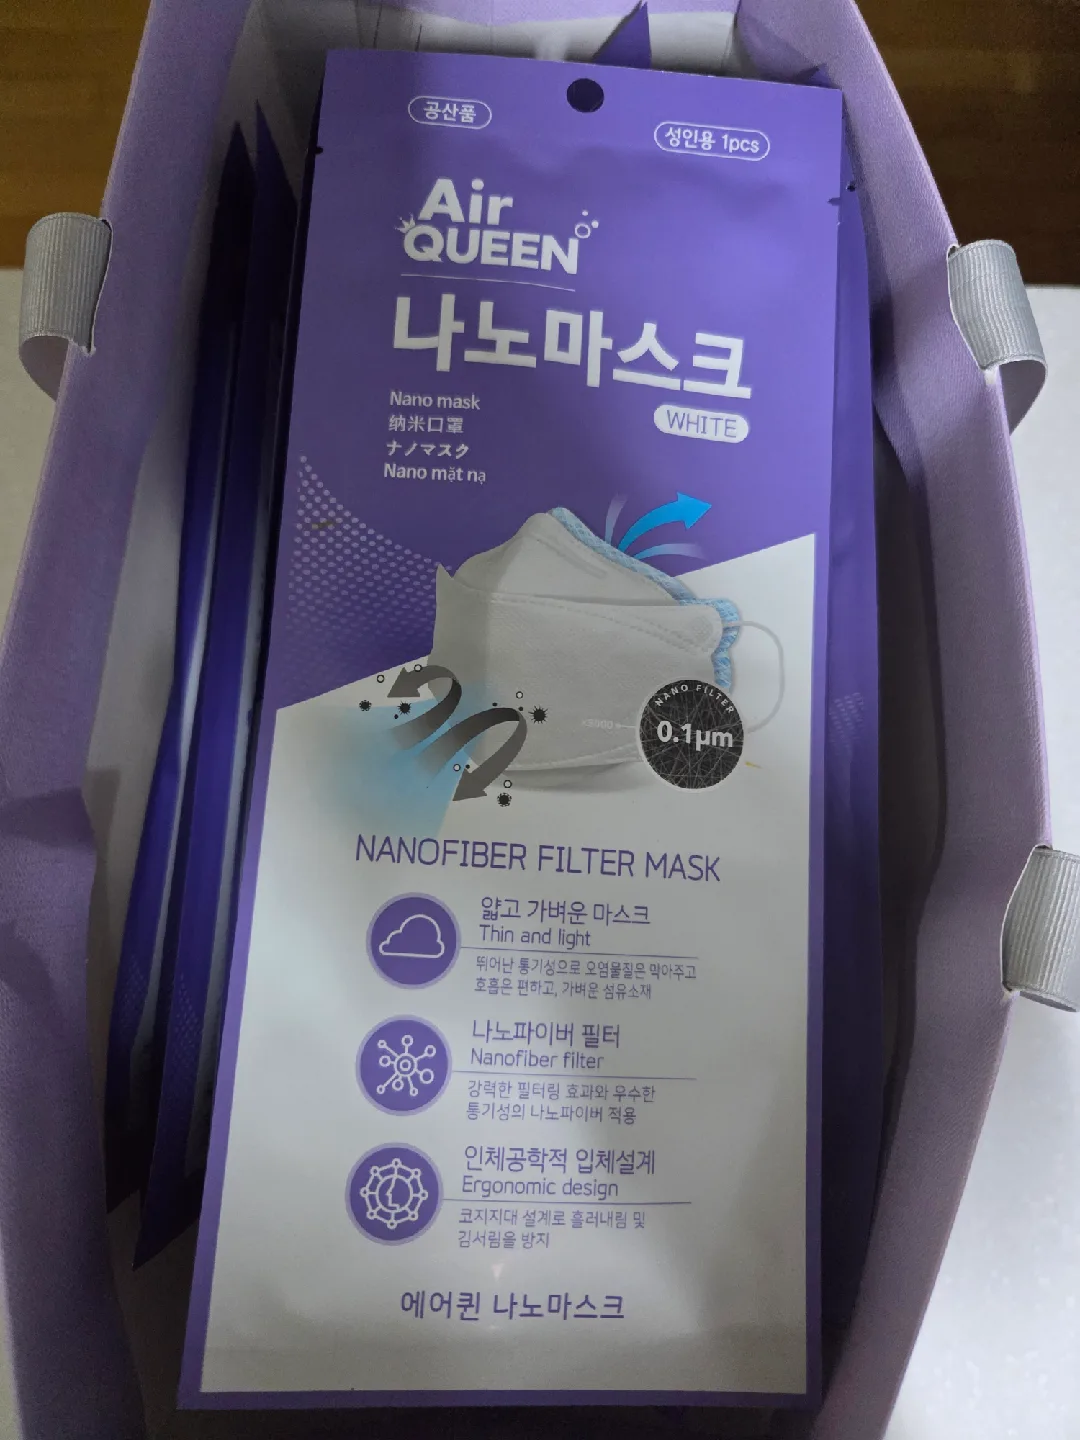 공산품
성인용 1pcs
Air
QUEEN
나노마스크
WHITE
Nano mask
纳米口罩
ナノマスク
Nano mặt nạ
NANO FILTER
0.1μm
NANOFIBER FILTER MASK
얇고 가벼운 마스크
Thin and light
뛰어난 통기성으로 오염물질은 막아주고
호흡은 편하고, 가벼운 섬유소재
나노파이버 필터
Nanofiber filter
강력한 필터링 효과와 우수한
통기성의 나노파이버 적용
인체공학적 입체설계
Ergonomic design
코지지대 설계로 흘러내림 및
김서림을 방지
에어퀸 나노마스크